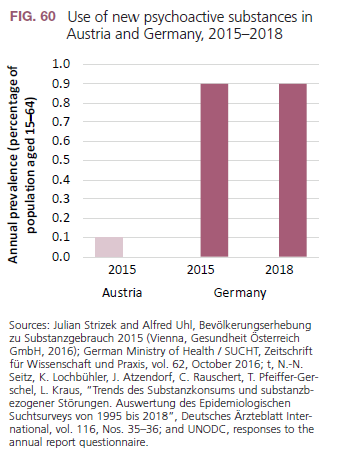 FIG. 60 Use of new psychoactive substances in
Austria and Germany, 2015–2018
Annual prevalence (percentage of
population aged 15–64)
1.0
0.9
0.8
0.7
0.6
0.5
0.4
0.3
0.2
0.1
0.0
2015 2015 2018
Austria Germany
Sources: Julian Strizek and Alfred Uhl, Bevölkerungserhebung
zu Substanzgebrauch 2015 (Vienna, Gesundheit Österreich
GmbH, 2016); German Ministry of Health / SUCHT, Zeitschrift
für Wissenschaft und Praxis, vol. 62, October 2016; t, N.-N.
Seitz, K. Lochbühler, J. Atzendorf, C. Rauschert, T. Pfeiffer-Ger-
schel, L. Kraus, “Trends des Substanzkonsums und substanzb-
ezogener Störungen. Auswertung des Epidemiologischen
Suchtsurveys von 1995 bis 2018”, Deutsches Ärzteblatt Inter-
national, vol. 116, Nos. 35–36; and UNODC, responses to the
annual report questionnaire.